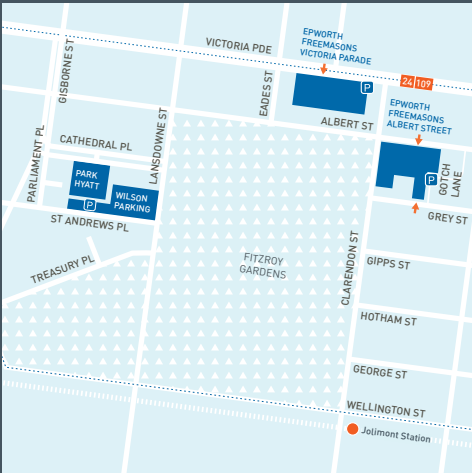 EPWORTH
FREEMASONS
VICTORIA PARADE
VICTORIA PDE
GISBORNE ST
EADES ST
P
24 109
EPWORTH
FREEMASONS
ALBERT STREET
ALBERT ST
LANSDOWNE ST
CATHEDRAL PL
PARLIAMENT PL
PARK
HYATT
WILSON
PARKING
P
ST ANDREWS PL
P
GOTCH
LANE
GREY ST
TREASURY PL
FITZROY
GARDENS
CLARENDON ST
GIPPS ST
HOTHAM ST
GEORGE ST
WELLINGTON ST
Jolimont Station